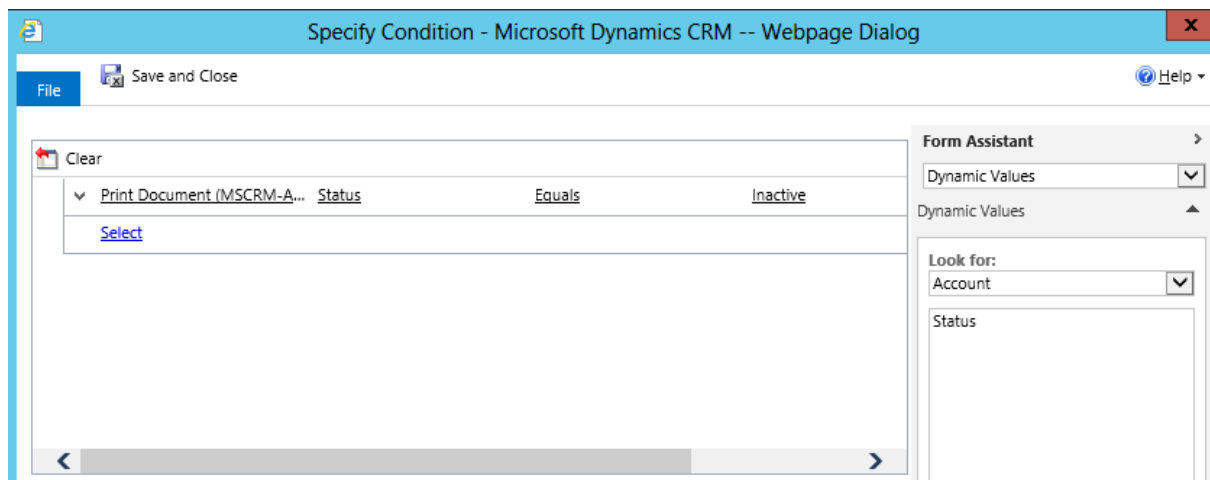 Specify Condition - Microsoft Dynamics CRM -- Webpage Dialog
x
File
Save and Close
Help
Clear
Print Document (MSCRM-A... Status Equals Inactive
Select
Form Assistant
Dynamic Values
Dynamic Values
Look for:
Account
Status